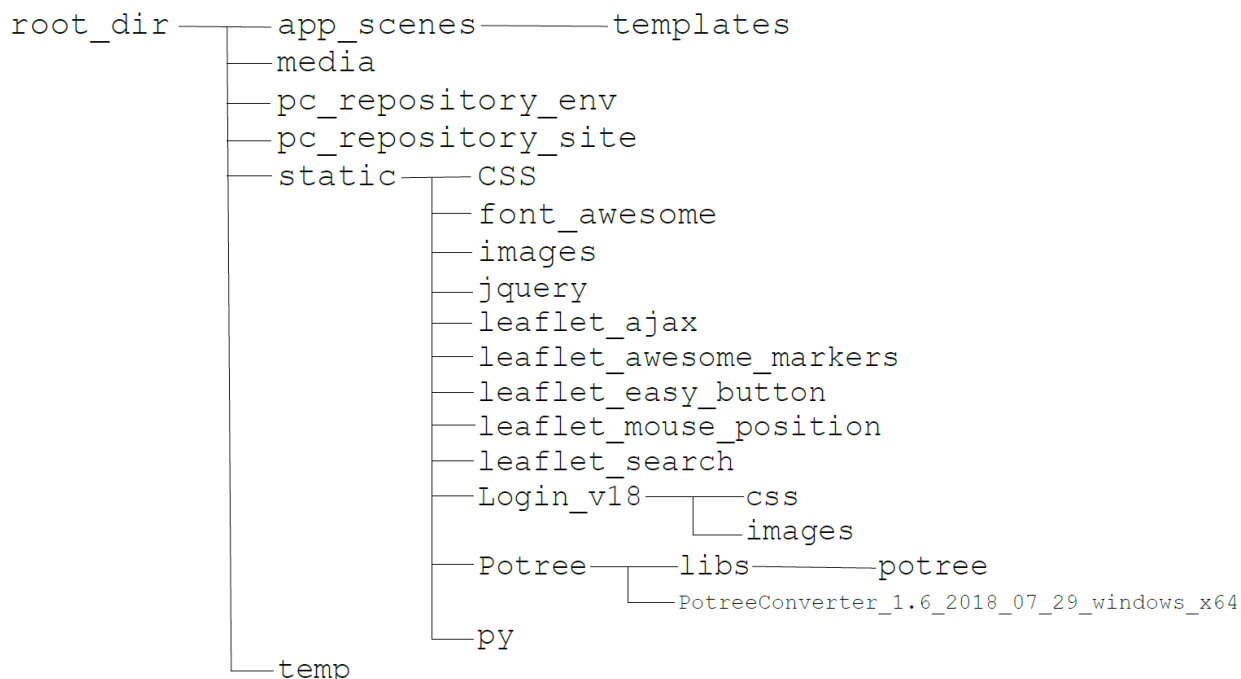 root_dir app_scenes templates
media
pc_repository_env
pc_repository_site
static CSS
font_awesome
images
jquery
leaflet_ajax
leaflet_awesome_markers
leaflet_easy_button
leaflet_mouse_position
leaflet_search
Login_v18 css
images
Potree libs potree
PotreeConverter_1.6_2018_07_29_windows_x64
py
temp